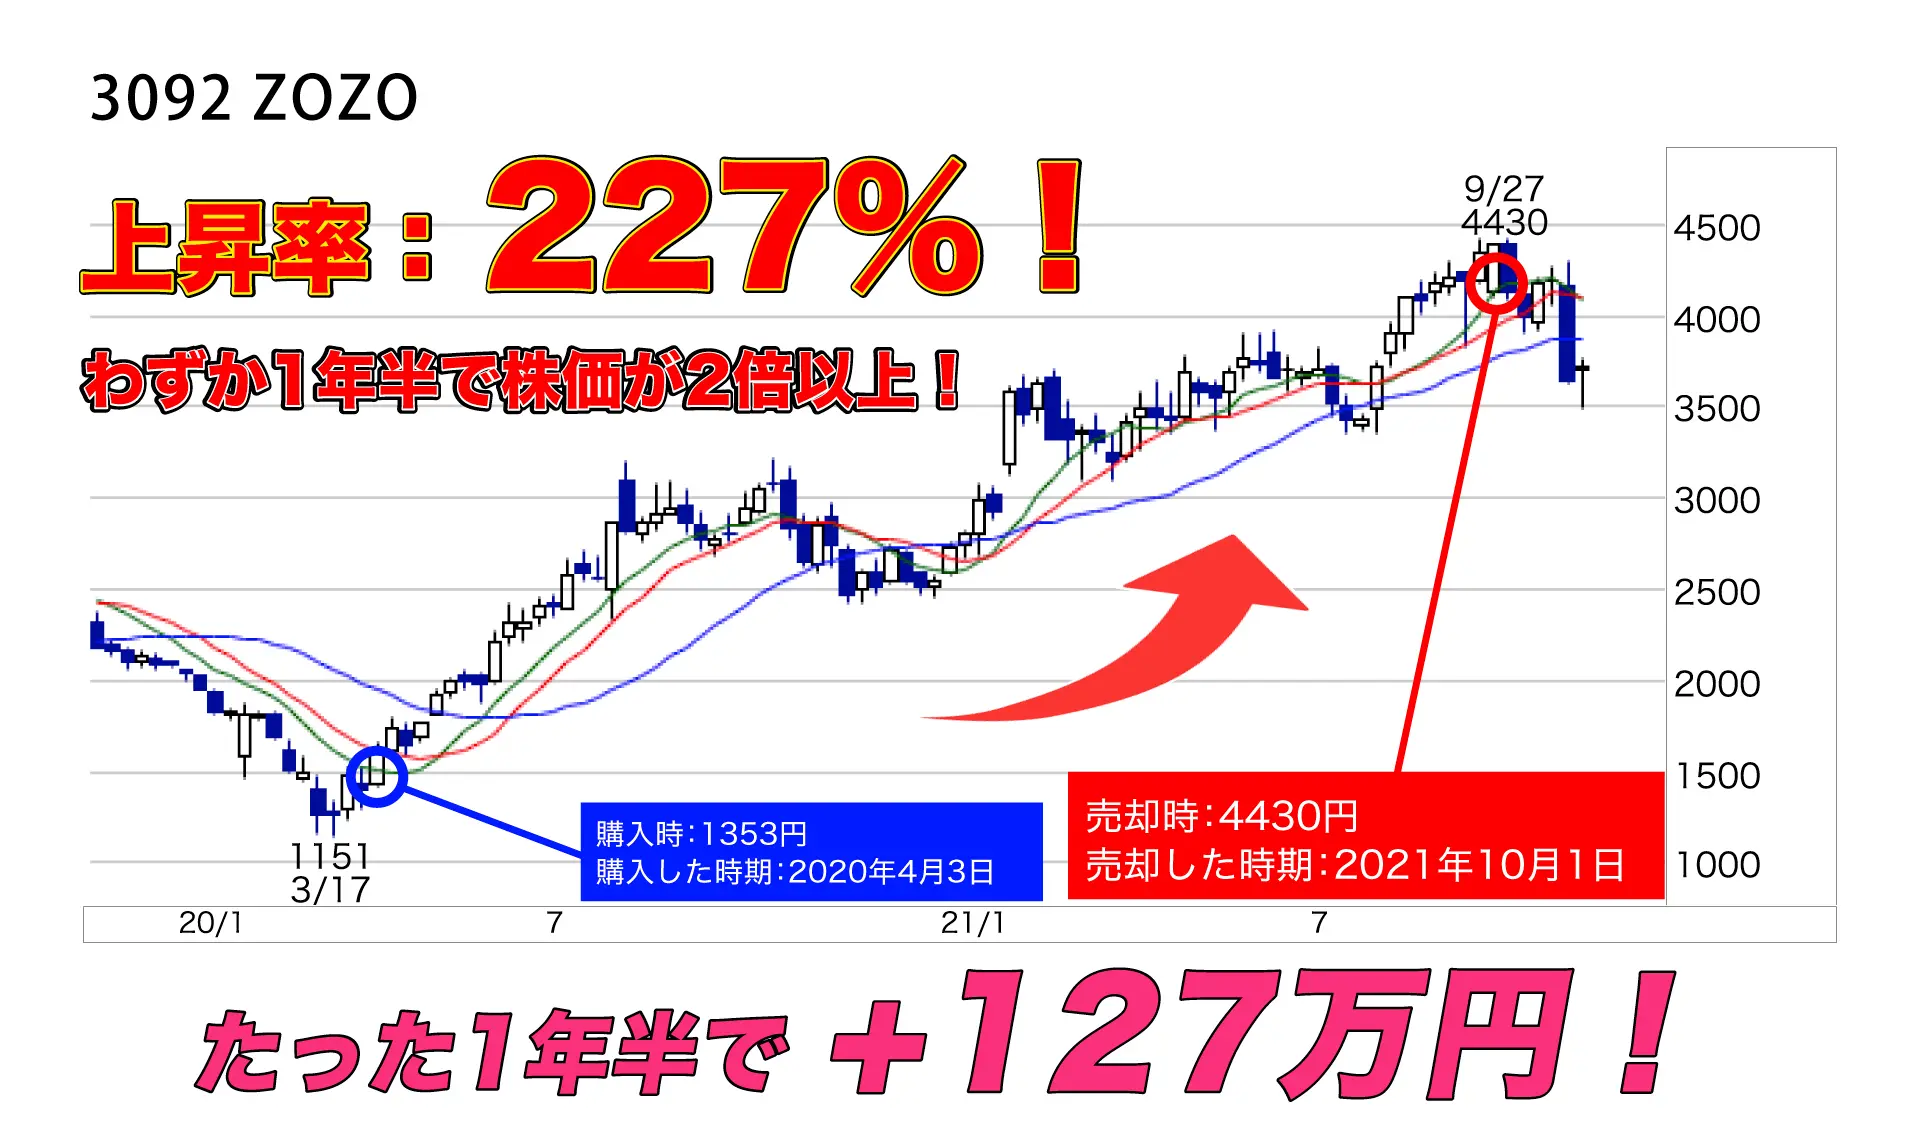 3092 ZOZO
上昇率：227%！
わずか1年半で株価が2倍以上！
9/27
4430
4500
4000
3500
3000
2500
2000
1500
1000
1151
3/17
購入時：1353円
購入した時期：2020年4月3日
売却時：4430円
売却した時期：2021年10月1日
20/1 7 21/1 7
たった1年半で+127万円！